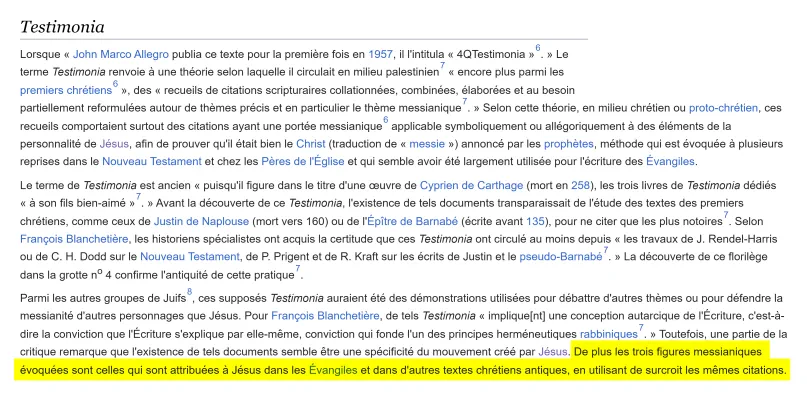 Testimonia
Lorsque « John Marco Allegro publia ce texte pour la première fois en 1957, il l'intitula « 4QTestimonia »6. » Le
terme Testimonia renvoie à une théorie selon laquelle il circulait en milieu palestinien7 « encore plus parmi les
premiers chrétiens6 », des « recueils de citations scripturaires collationnées, combinées, élaborées et au besoin
partiellement reformulées autour de thèmes précis et en particulier le thème messianique7. » Selon cette théorie, en milieu chrétien ou proto-chrétien, ces
recueils comportaient surtout des citations ayant une portée messianique6 applicable symboliquement ou allégoriquement à des éléments de la
personnalité de Jésus, afin de prouver qu'il était bien le Christ (traduction de « messie ») annoncé par les prophètes, méthode qui est évoquée à plusieurs
reprises dans le Nouveau Testament et chez les Pères de l'Église et qui semble avoir été largement utilisée pour l'écriture des Évangiles.
Le terme de Testimonia est ancien « puisqu'il figure dans le titre d'une œuvre de Cyprien de Carthage (mort en 258), les trois livres de Testimonia dédiés
« à son fils bien-aimé »7. » Avant la découverte de ce Testimonia, l'existence de tels documents transparaissait de l'étude des textes des premiers
chrétiens, comme ceux de Justin de Naplouse (mort vers 160) ou de l'Épître de Barnabé (écrite avant 135), pour ne citer que les plus notoires7. Selon
François Blanchetière, les historiens spécialistes ont acquis la certitude que ces Testimonia ont circulé au moins depuis « les travaux de J. Rendel-Harris
ou de C. H. Dodd sur le Nouveau Testament, de P. Prigent et de R. Kraft sur les écrits de Justin et le pseudo-Barnabé7. » La découverte de ce florilège
dans la grotte no 4 confirme l'antiquité de cette pratique7.
Parmi les autres groupes de Juifs8, ces supposés Testimonia auraient été des démonstrations utilisées pour débattre d'autres thèmes ou pour défendre la
messianité d'autres personnages que Jésus. Pour François Blanchetière, de tels Testimonia « implique[nt] une conception autarcique de l'Écriture, c'est-à-
dire la conviction que l'Écriture s'explique par elle-même, conviction qui fonde l'un des principes herméneutiques rabbiniques7. » Toutefois, une partie de la
critique remarque que l'existence de tels documents semble être une spécificité du mouvement créé par Jésus. De plus les trois figures messianiques
évoquées sont celles qui sont attribuées à Jésus dans les Évangiles et dans d'autres textes chrétiens antiques, en utilisant de surcroit les mêmes citations.